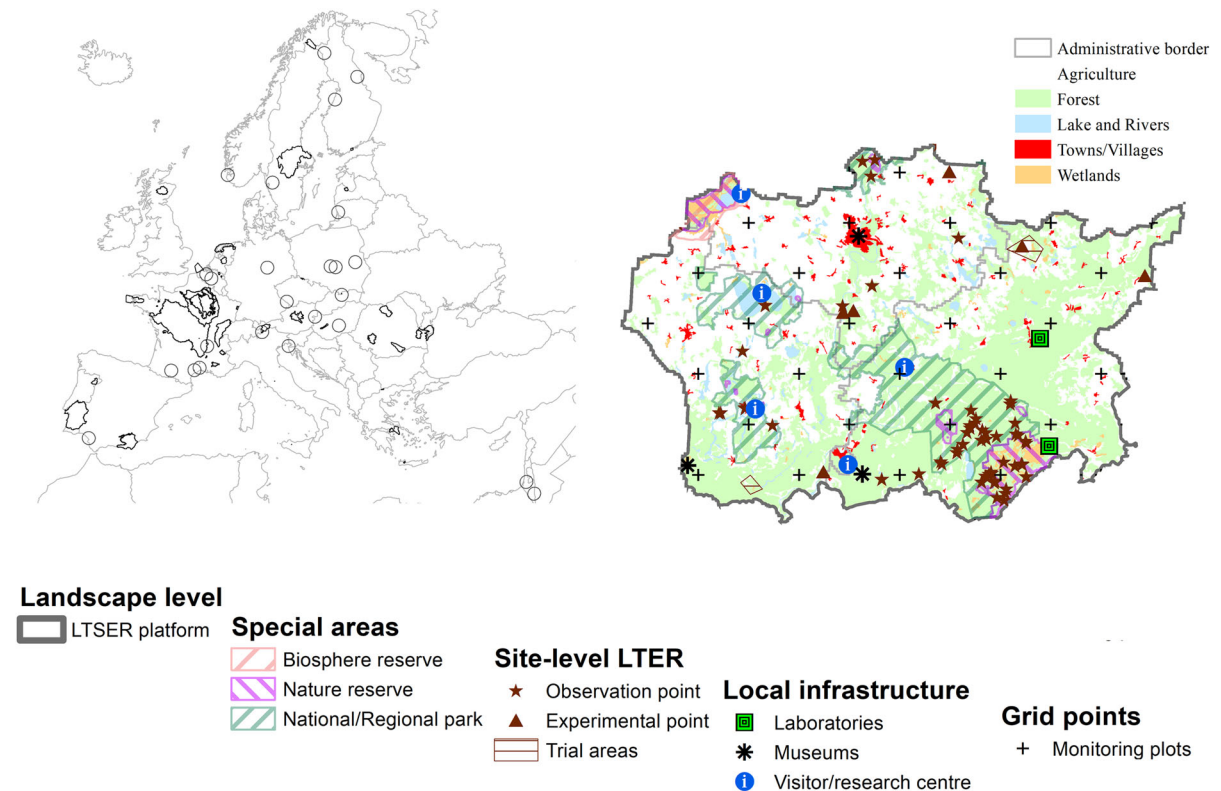 Administrative border
Agriculture
Forest
Lake and Rivers
Towns/Villages
Wetlands
Landscape level
LTSER platform
Special areas
Biosphere reserve
Nature reserve
National/Regional park
Site-level LTER
Observation point
Experimental point
Trial areas
Local infrastructure
Laboratories
Museums
Visitor/research centre
Grid points
Monitoring plots